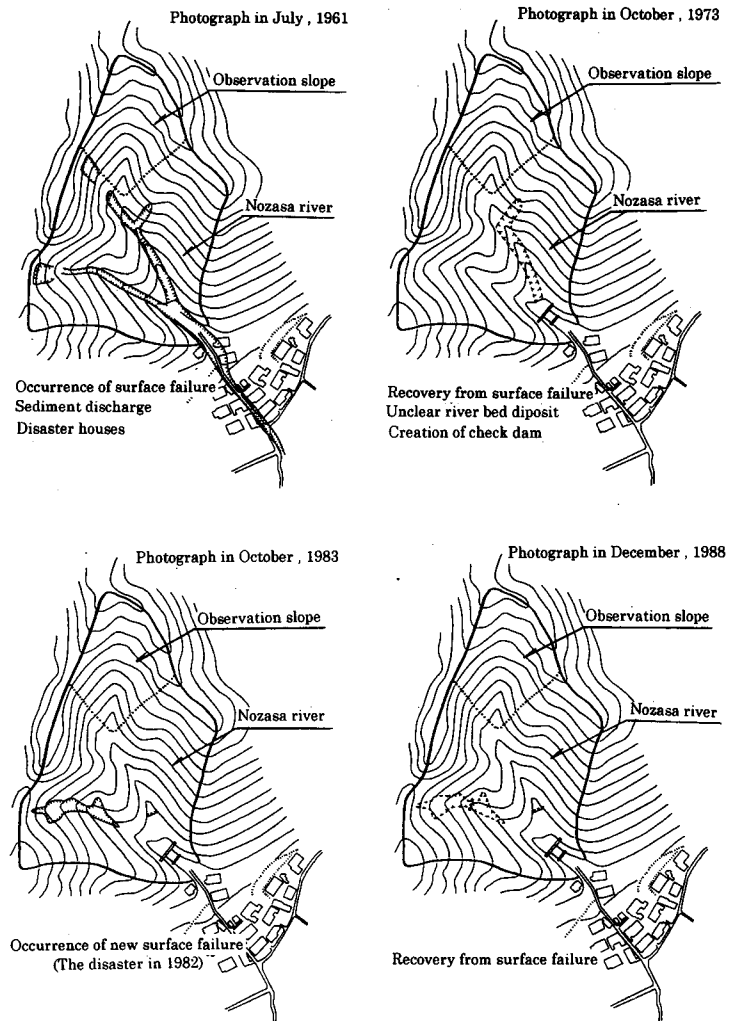 Photograph in July , 1961
Observation slope
Nozasa river
Occurrence of surface failure
Sediment discharge
Disaster houses
Photograph in October , 1973
Observation slope
Nozasa river
Recovery from surface failure
Unclear river bed diposit
Creation of check dam
Photograph in October , 1983
Observation slope
Nozasa river
Occurrence of new surface failure
(The disaster in 1982)
Photograph in December , 1988
Observation slope
Nozasa river
Recovery from surface failure